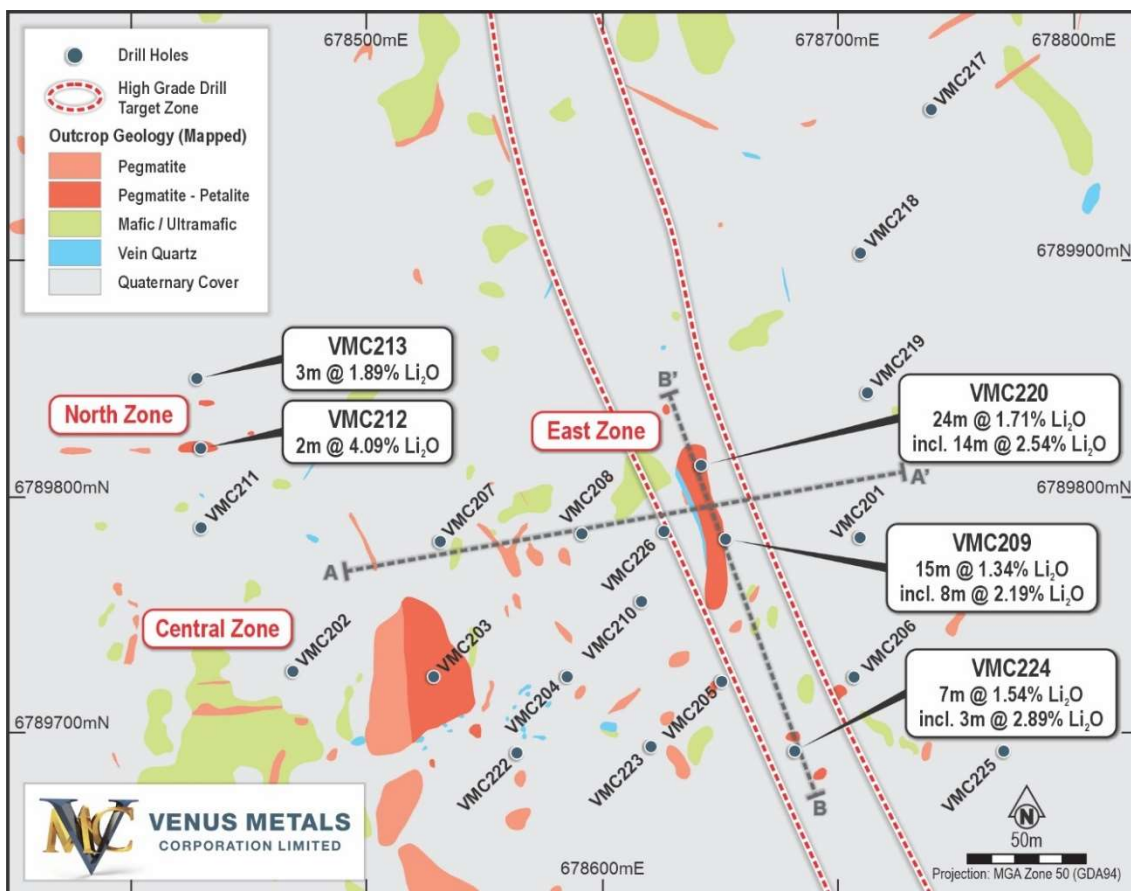 678500mE
678700mE
678800mE
Drill Holes
High Grade Drill
Target Zone
Outcrop Geology (Mapped)
Pegmatite
Pegmatite - Petalite
Mafic / Ultramafic
Vein Quartz
Quaternary Cover
VMC217
VMC218
6789900mN
VMC219
VMC213
3m @ 1.89% Li₂O
North Zone
VMC212
2m @ 4.09% Li₂O
B'
East Zone
VMC220
24m @ 1.71% Li₂O
incl. 14m @ 2.54% Li₂O
A'
6789800mN
6789800mN
VMC211
VMC207
VMC208
VMC226
VMC201
VMC209
15m @ 1.34% Li₂O
incl. 8m @ 2.19% Li₂O
A
Central Zone
VMC202
VMC203
VMC204
VMC210
VMC205
VMC206
VMC224
7m @ 1.54% Li₂O
incl. 3m @ 2.89% Li₂O
6789700mN
VMC222
VMC223
VMC225
B
VMC
VENUS METALS
CORPORATION LIMITED
678600mE
N
50m
Projection: MGA Zone 50 (GDA94)